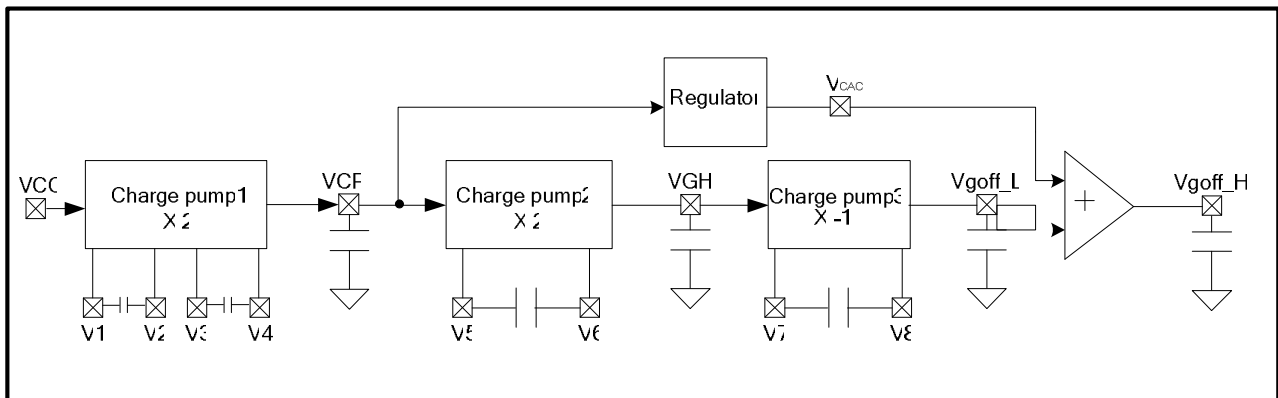 Regulator
VCAC
VCC
Charge pump1
X 2
VCP
Charge pump2
X 2
VGH
Charge pump3
X -1
Vgoff_L
+
Vgoff_H
V1
V2
V3
V4
V5
V6
V7
V8